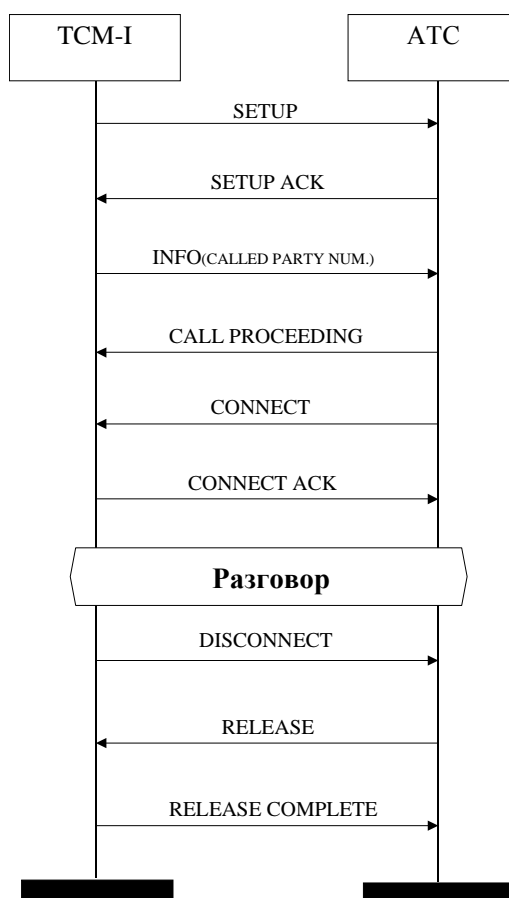 ТСМ-I
АТС
SETUP
SETUP ACK
INFO(CALLED PARTY NUM.)
CALL PROCEEDING
CONNECT
CONNECT ACK
Разговор
DISCONNECT
RELEASE
RELEASE COMPLETE